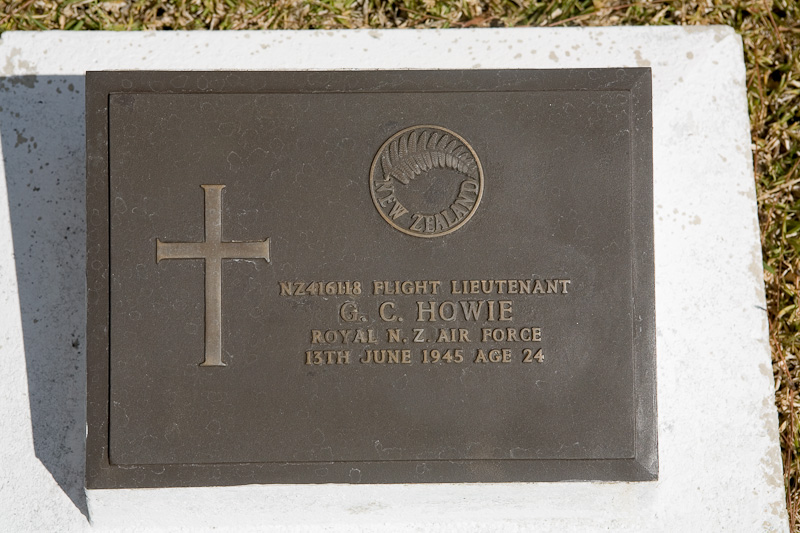 NEW ZEALAND
NZ416118 FLIGHT LIEUTENANT
G. C. HOWIE
ROYAL N. Z. AIR FORCE
13TH JUNE 1945 AGE 24